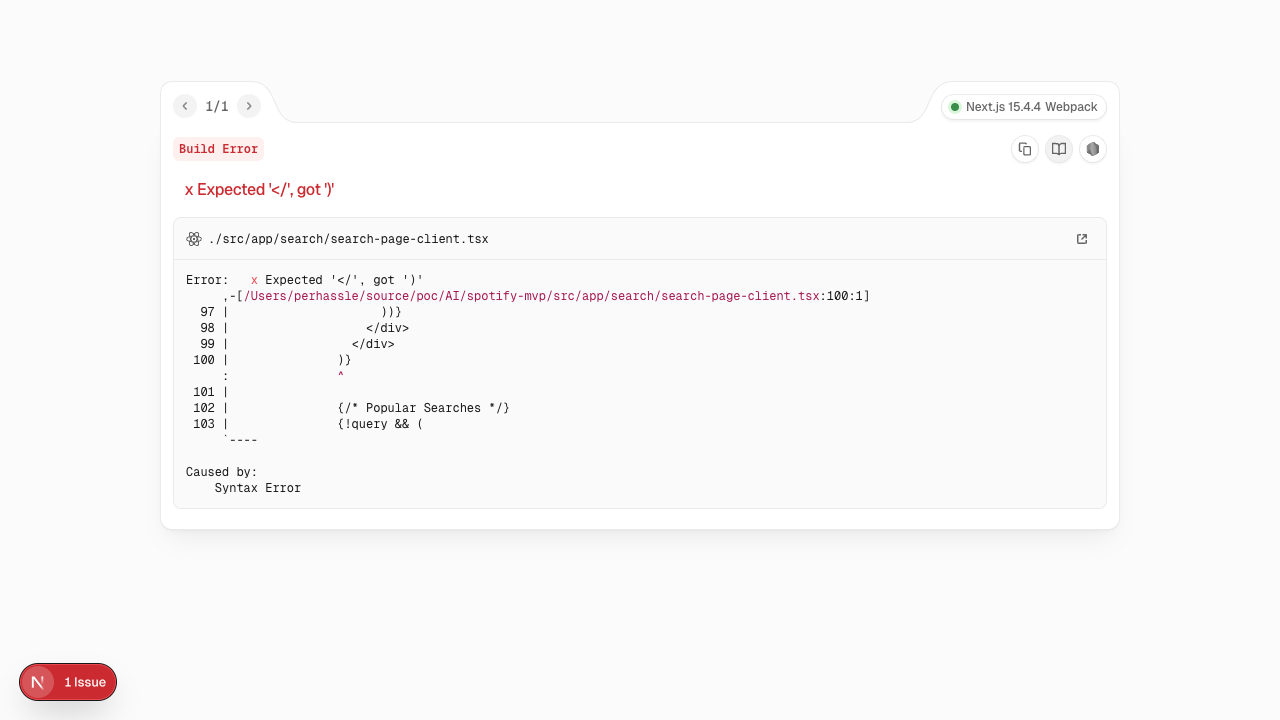 1/1
Next.js 15.4.4 Webpack
Build Error
x Expected '</', got ')'
./src/app/search/search-page-client.tsx
Error:   x Expected '</', got ')'
     ,-[/Users/perhassle/source/poc/AI/spotify-mvp/src/app/search/search-page-client.tsx:100:1]
  97 |                     ))}
  98 |                   </div>
  99 |                 </div>
 100 |               )}
     :               ^
 101 |
 102 |               {/* Popular Searches */}
 103 |               {!query && (
     `----
Caused by:
    Syntax Error
N 1 Issue